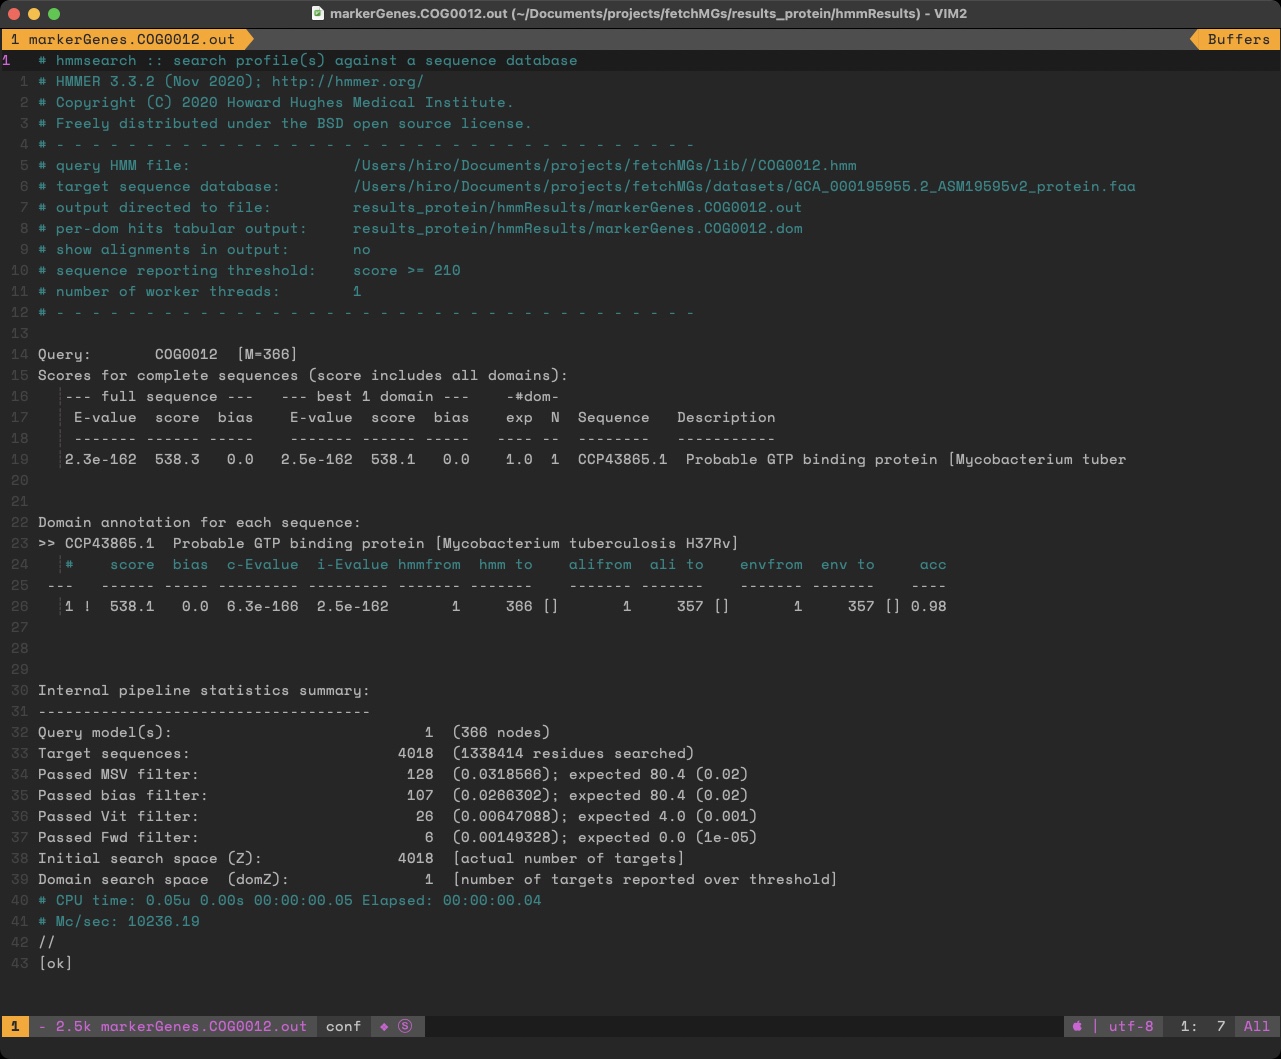 markerGenes.COG0012.out (~/Documents/projects/fetchMGs/results_protein/hmmResults) - VIM2
1 markerGenes.COG0012.out Buffers
1 # hmmsearch :: search profile(s) against a sequence database
1 # HMMER 3.3.2 (Nov 2020); http://hmmer.org/
2 # Copyright (C) 2020 Howard Hughes Medical Institute.
3 # Freely distributed under the BSD open source license.
4 # - - - - - - - - - - - - - - - - - - - - - - - - - - - - - - - - - - - -
5 # query HMM file:                  /Users/hiro/Documents/projects/fetchMGs/lib//COG0012.hmm
6 # target sequence database:        /Users/hiro/Documents/projects/fetchMGs/datasets/GCA_000195955.2_ASM19595v2_protein.faa
7 # output directed to file:         results_protein/hmmResults/markerGenes.COG0012.out
8 # per-dom hits tabular output:     results_protein/hmmResults/markerGenes.COG0012.dom
9 # show alignments in output:       no
10 # sequence reporting threshold:    score >= 210
11 # number of worker threads:        1
12 # - - - - - - - - - - - - - - - - - - - - - - - - - - - - - - - - - - - -
13
14 Query:       COG0012  [M=366]
15 Scores for complete sequences (score includes all domains):
16    --- full sequence ---   --- best 1 domain ---    -#dom-
17     E-value  score  bias    E-value  score  bias    exp  N  Sequence   Description
18     ------- ------ -----    ------- ------ -----   ---- --  --------   -----------
19    2.3e-162  538.3   0.0   2.5e-162  538.1   0.0    1.0  1  CCP43865.1  Probable GTP binding protein [Mycobacterium tuber
20
21
22 Domain annotation for each sequence:
23 >> CCP43865.1  Probable GTP binding protein [Mycobacterium tuberculosis H37Rv]
24    #    score  bias  c-Evalue  i-Evalue hmmfrom  hmm to    alifrom  ali to    envfrom  env to     acc
25  ---   ------ ----- --------- --------- ------- -------    ------- -------    ------- -------    ----
26    1 !  538.1   0.0  6.3e-166  2.5e-162       1     366 []       1     357 []       1     357 [] 0.98
27
28
29
30 Internal pipeline statistics summary:
31 -------------------------------------
32 Query model(s):                            1  (366 nodes)
33 Target sequences:                       4018  (1338414 residues searched)
34 Passed MSV filter:                       128  (0.0318566); expected 80.4 (0.02)
35 Passed bias filter:                      107  (0.0266302); expected 80.4 (0.02)
36 Passed Vit filter:                        26  (0.00647088); expected 4.0 (0.001)
37 Passed Fwd filter:                         6  (0.00149328); expected 0.0 (1e-05)
38 Initial search space (Z):               4018  [actual number of targets]
39 Domain search space  (domZ):               1  [number of targets reported over threshold]
40 # CPU time: 0.05u 0.00s 00:00:00.05 Elapsed: 00:00:00.04
41 # Mc/sec: 10236.19
42 //
43 [ok]
1 - 2.5k markerGenes.COG0012.out conf ❖ Ⓢ | utf-8 1: 7 All